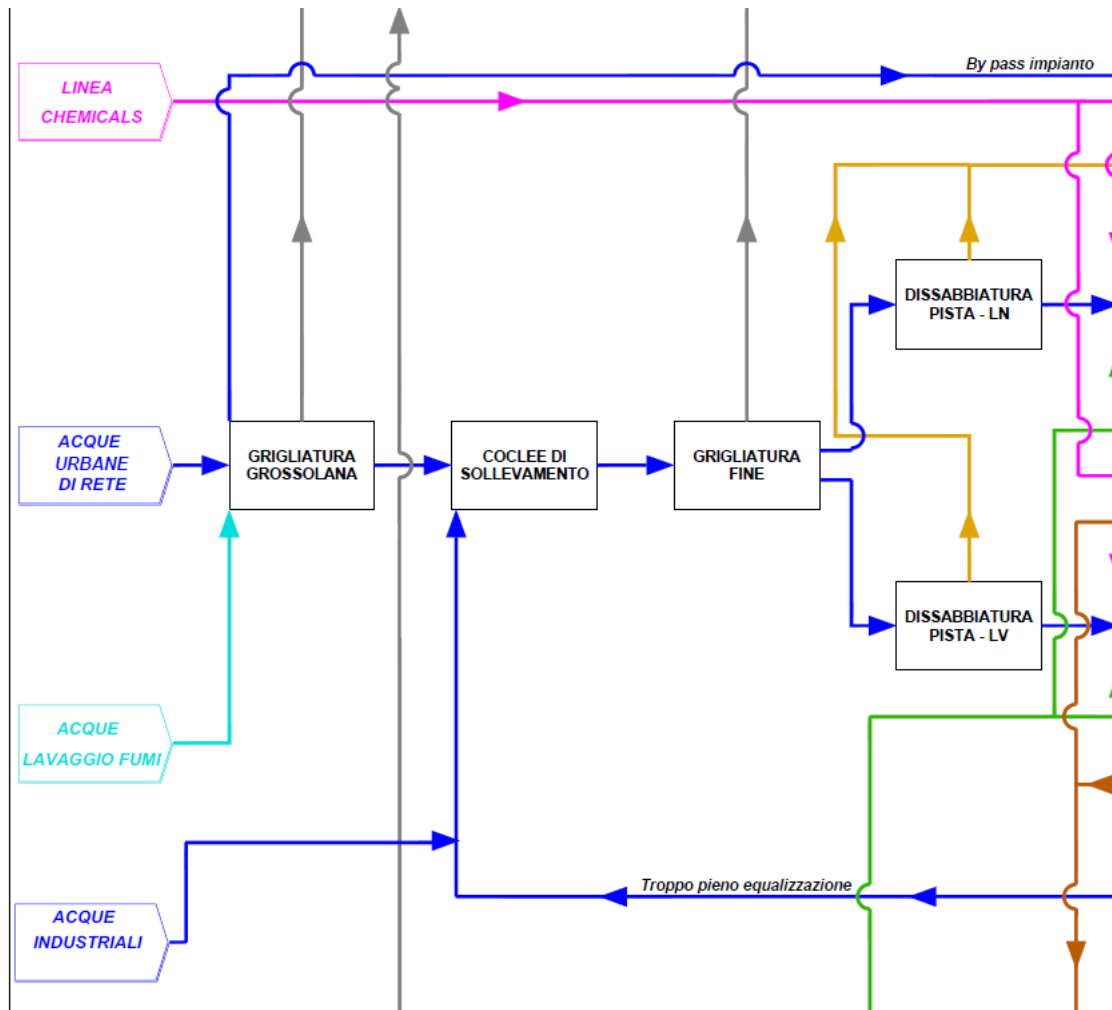 By pass impianto
LINEA
CHEMICALS
DISSABBIATURA
PISTA - LN
ACQUE
URBANE
DI RETE
GRIGLIATURA
GROSSOLANA
COCLEE DI
SOLLEVAMENTO
GRIGLIATURA
FINE
DISSABBIATURA
PISTA - LV
ACQUE
LAVAGGIO FUMI
Troppo pieno equalizzazione
ACQUE
INDUSTRIALI